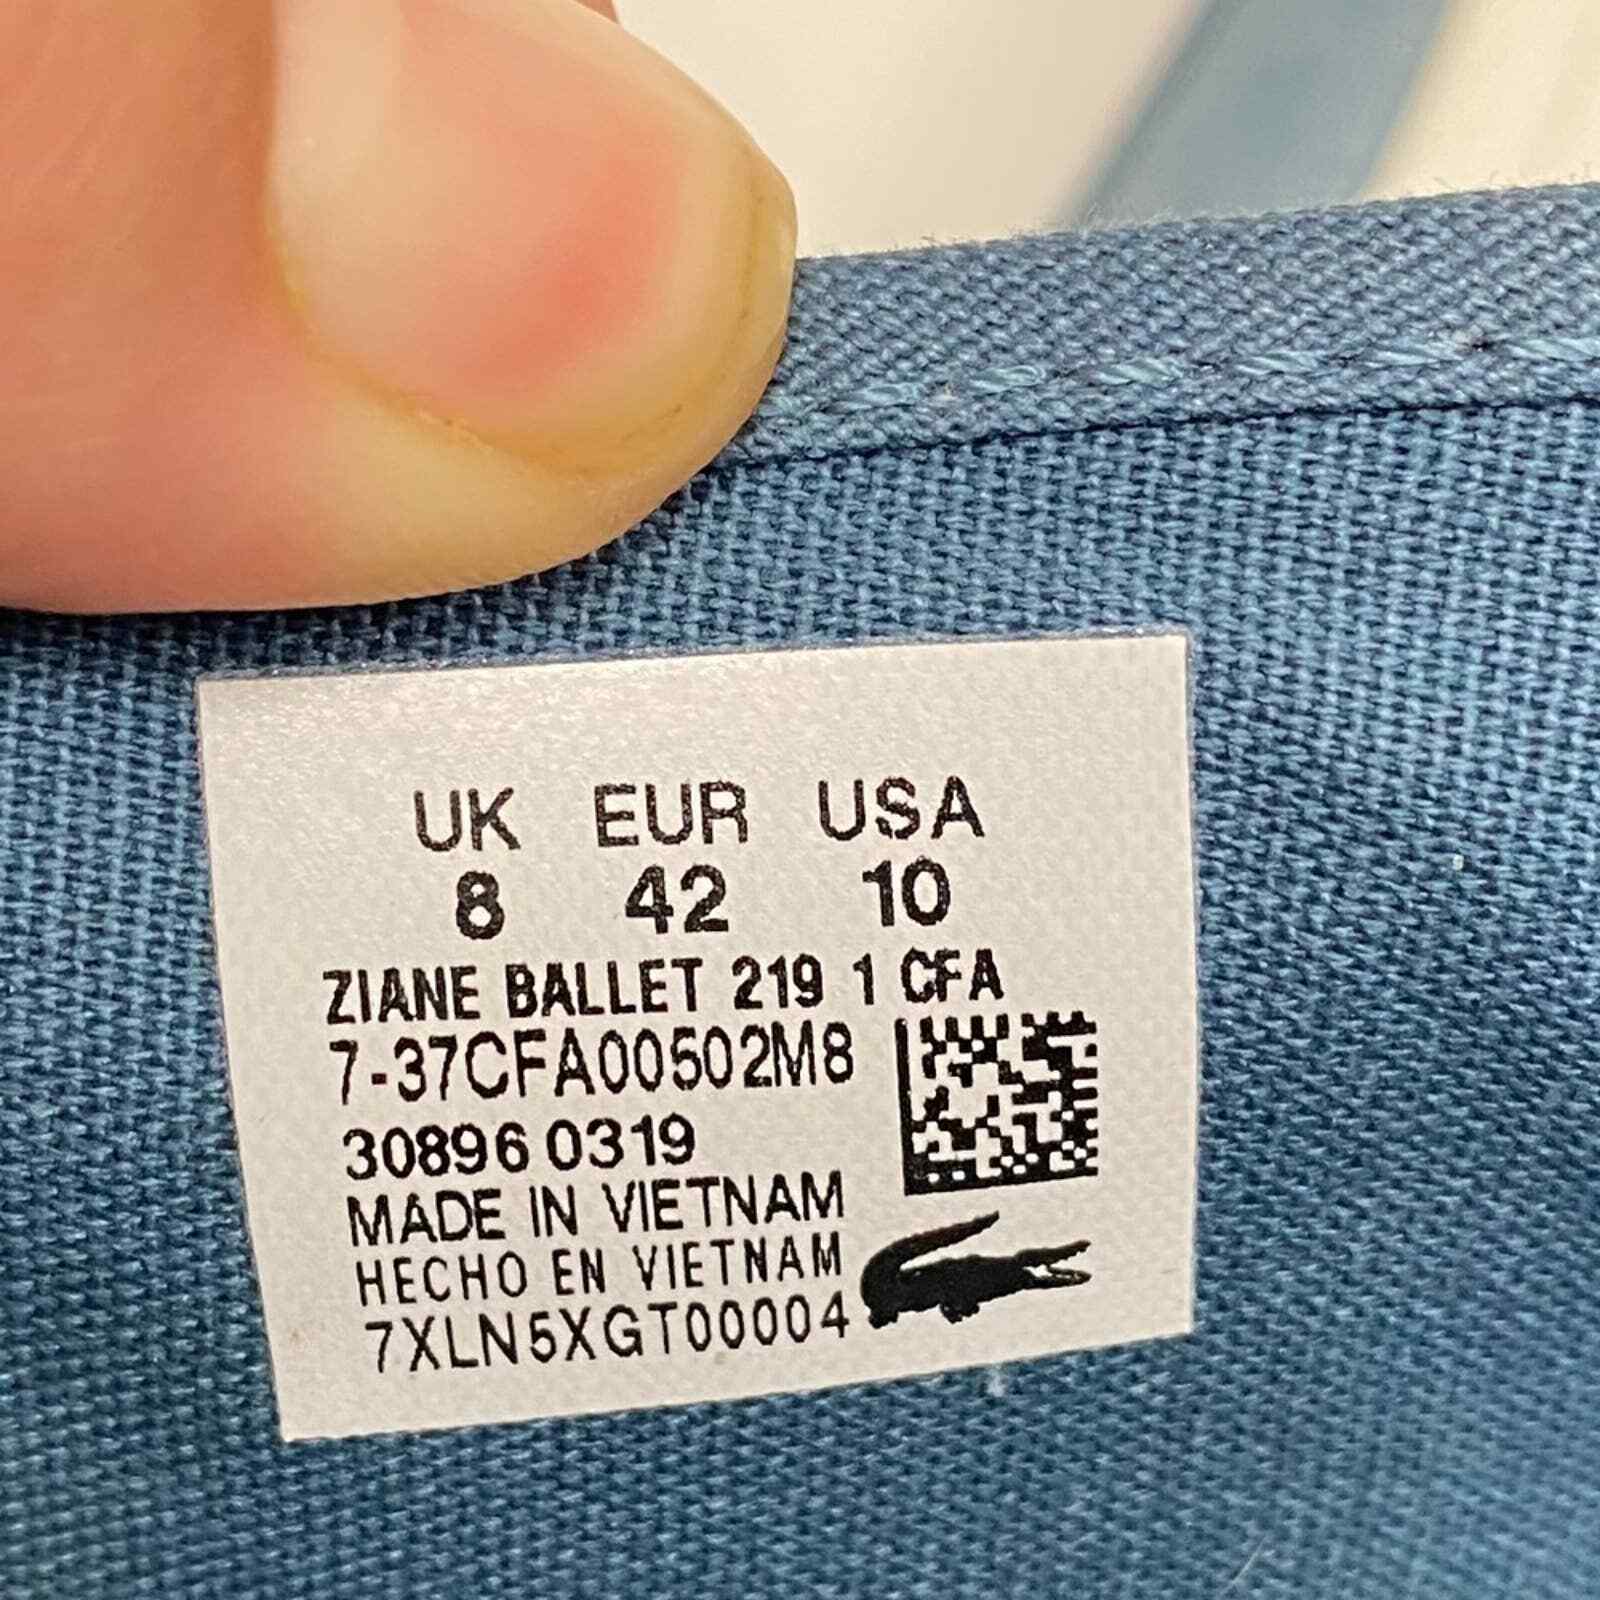 UK EUR USA
8 42 10
ZIANE BALLET 219 1 CFA
7-37CFA00502M8
30896 0319
MADE IN VIETNAM
HECHO EN VIETNAM
7XLN5XGT00004